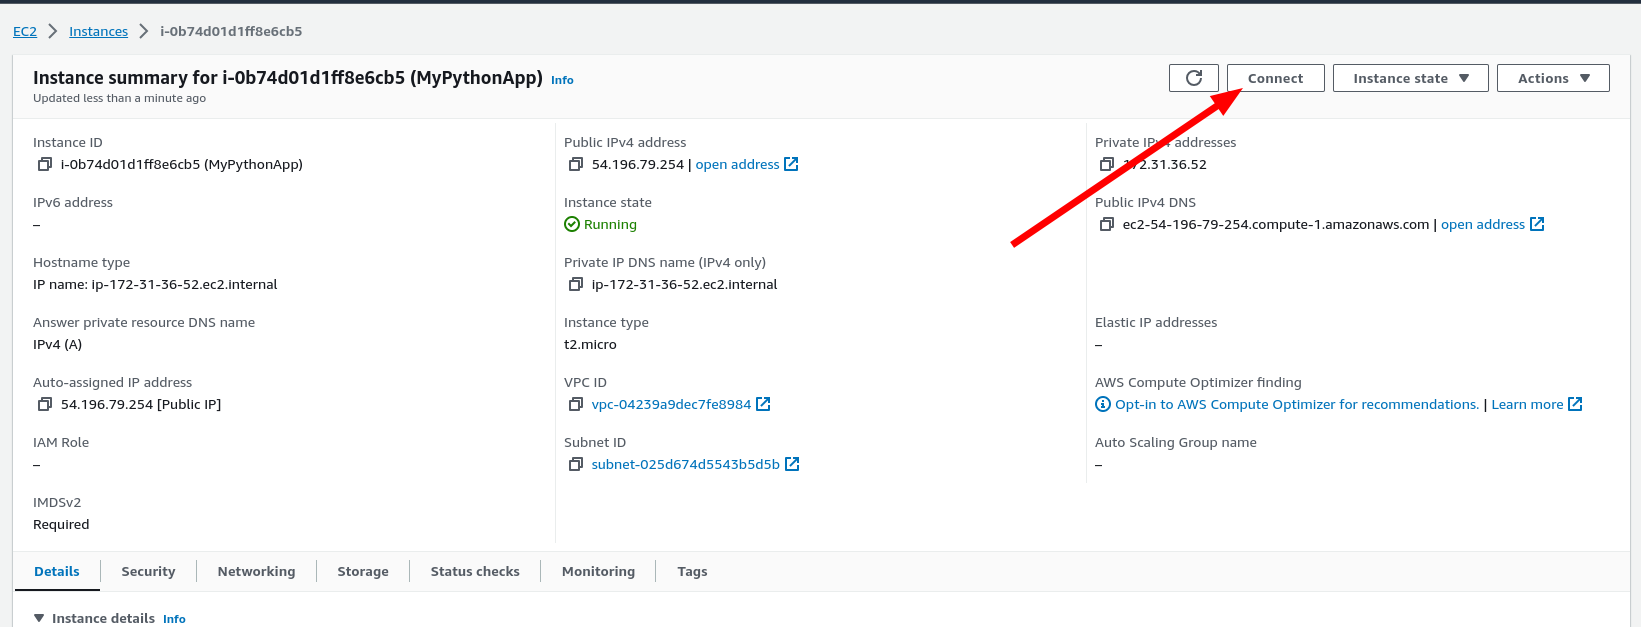 EC2 > Instances > i-0b74d01d1ff8e6cb5
Instance summary for i-0b74d01d1ff8e6cb5 (MyPythonApp) Info
Updated less than a minute ago
Connect
Instance state
Actions
Instance ID
i-0b74d01d1ff8e6cb5 (MyPythonApp)
Public IPv4 address
54.196.79.254 | open address
Private IPv4 addresses
172.31.36.52
IPv6 address
–
Instance state
Running
Public IPv4 DNS
ec2-54-196-79-254.compute-1.amazonaws.com | open address
Hostname type
IP name: ip-172-31-36-52.ec2.internal
Private IP DNS name (IPv4 only)
ip-172-31-36-52.ec2.internal
Answer private resource DNS name
IPv4 (A)
Instance type
t2.micro
Elastic IP addresses
–
Auto-assigned IP address
54.196.79.254 [Public IP]
VPC ID
vpc-04239a9dec7fe8984
AWS Compute Optimizer finding
Opt-in to AWS Compute Optimizer for recommendations. | Learn more
IAM Role
–
Subnet ID
subnet-025d674d5543b5d5b
Auto Scaling Group name
–
IMDSv2
Required
Details
Security
Networking
Storage
Status checks
Monitoring
Tags
Instance details Info